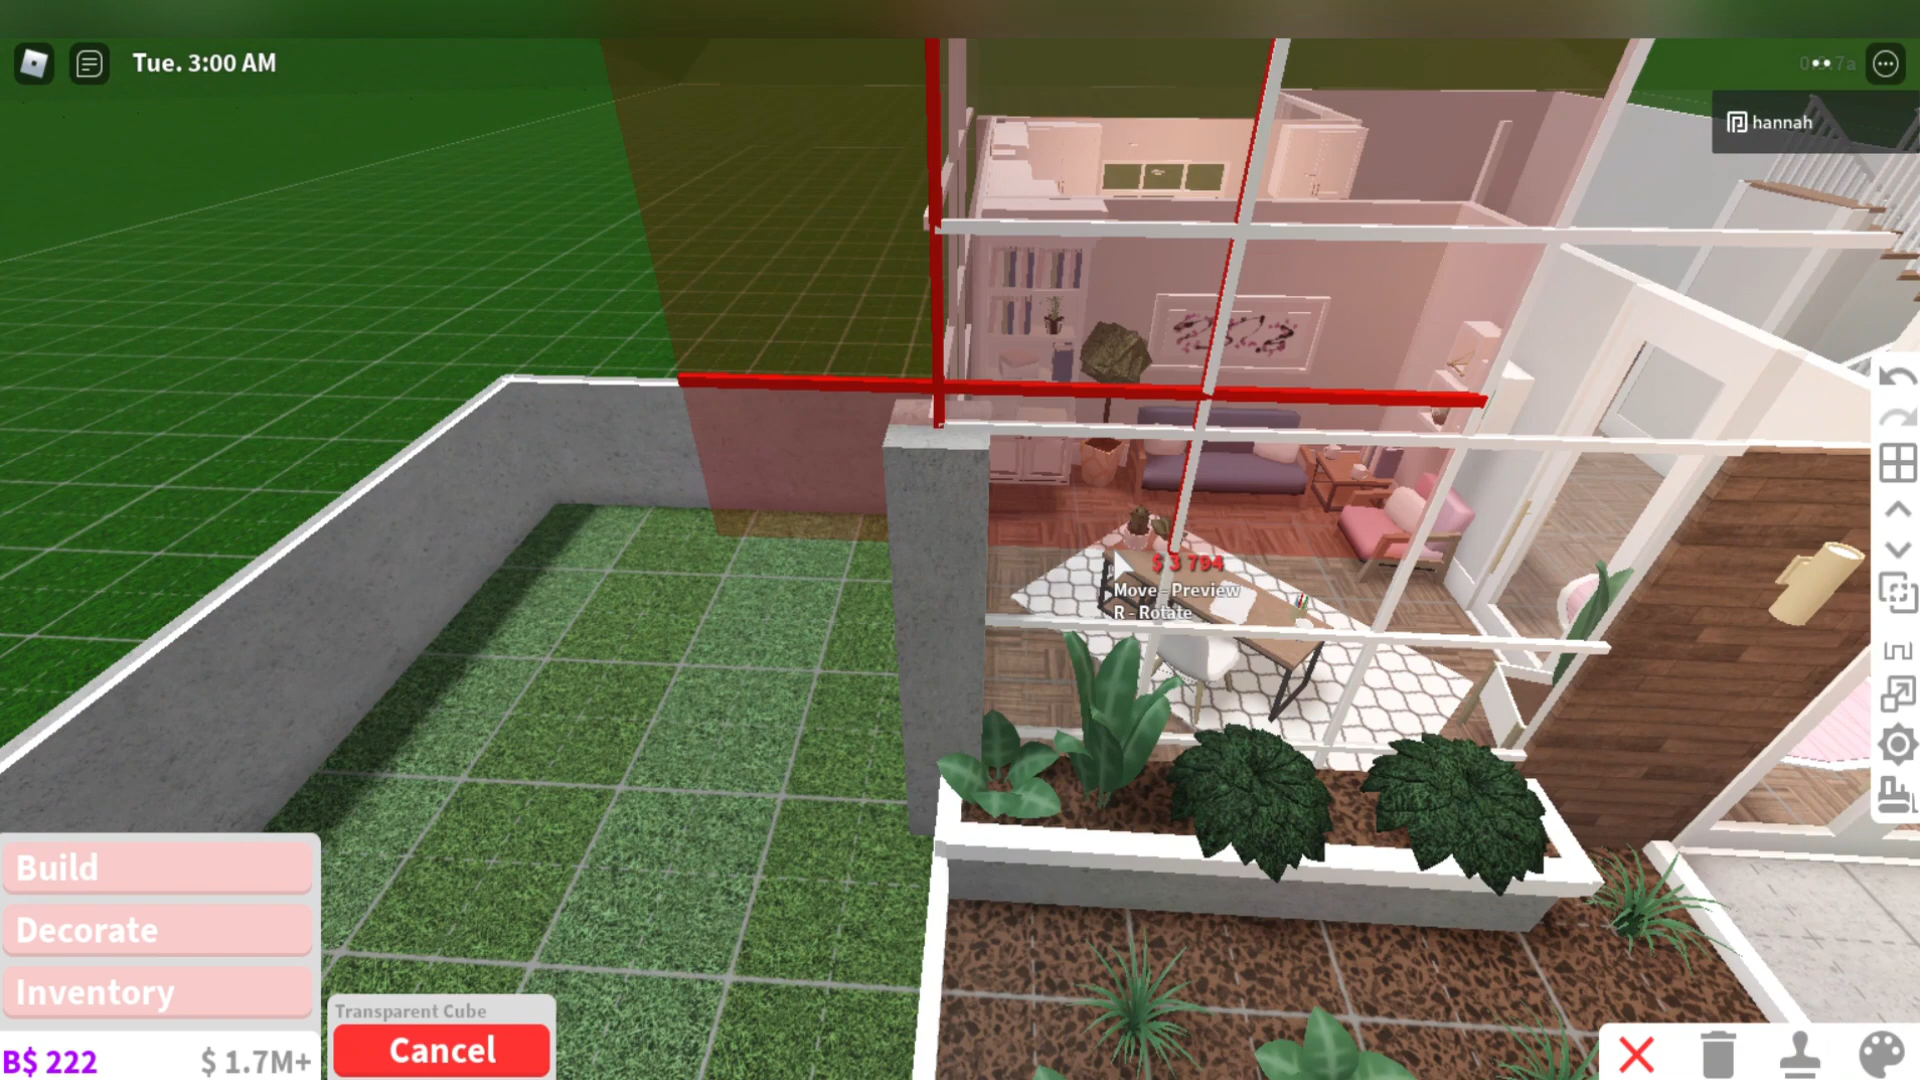 Tue. 3:00 AM
hannah
$ 3 794
Move - Preview
R - Rotate
Build
Decorate
Inventory
Transparent Cube
Cancel
B$ 222
$ 1.7M+